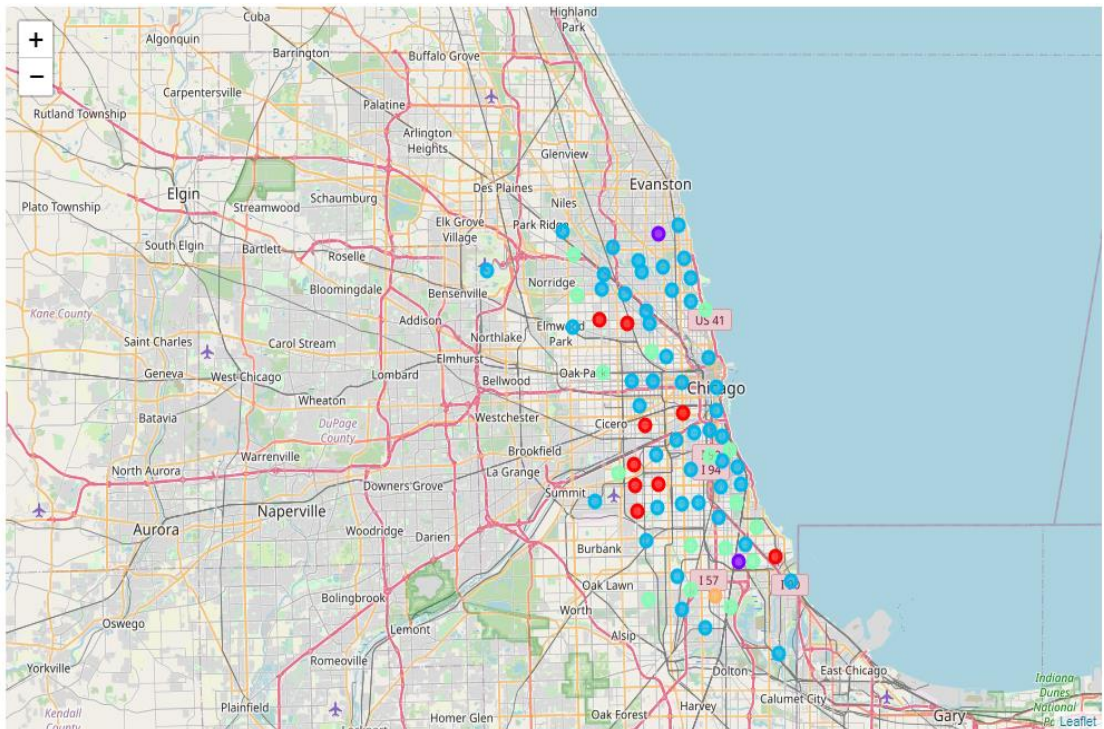 Highland
Park
Cuba
+
Algonquin
Barrington
Buffalo Grove
−
Carpentersville
Palatine
Rutland Township
Arlington
Heights
Glenview
Des Plaines
Evanston
Elgin
Schaumburg
Niles
Plato Township
Streamwood
Elk Grove
Village
Park Ridge
South Elgin
Bartlett
Roselle
Norridge
Bloomingdale
Bensenville
Kane County
Addison
US 41
Elmwood
Park
Northlake
Saint Charles
Carol Stream
Elmhurst
Geneva
West Chicago
Lombard
Bellwood
Oak Park
Chicago
Wheaton
Batavia
Westchester
DuPage
County
Cicero
Brookfield
Warrenville
North Aurora
La Grange
I 94
Downers Grove
Summit
Naperville
Aurora
Woodridge
Darien
Burbank
Oak Lawn
I 57
Bolingbrook
Worth
Oswego
Lemont
Alsip
Romeoville
Yorkville
Dolton
East Chicago
Calumet City
Indiana
Dunes
National
Plainfield
Harvey
Kendall
County
Homer Glen
Oak Forest
Gary
Leaflet